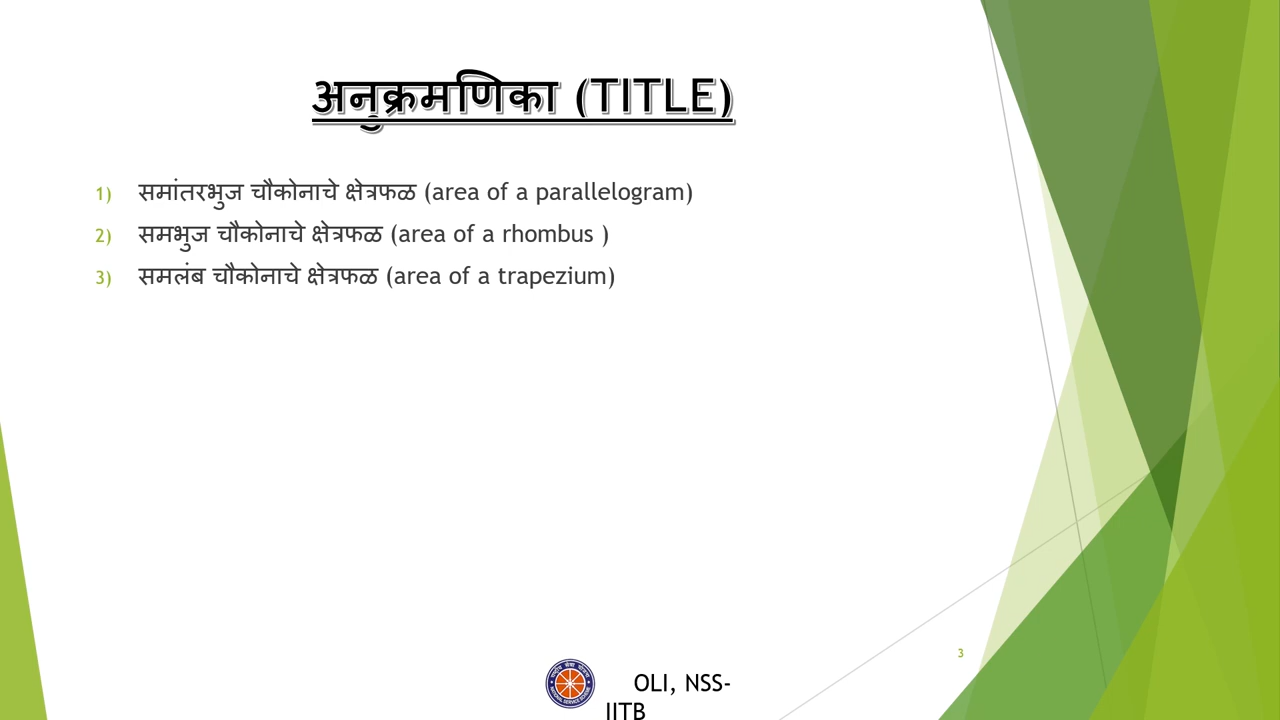 अनुक्रमणिका (TITLE)
1) समांतरभुज चौकोनाचे क्षेत्रफळ (area of a parallelogram)
2) समभुज चौकोनाचे क्षेत्रफळ (area of a rhombus )
3) समलंब चौकोनाचे क्षेत्रफळ (area of a trapezium)
3
OLI, NSS-
IITB